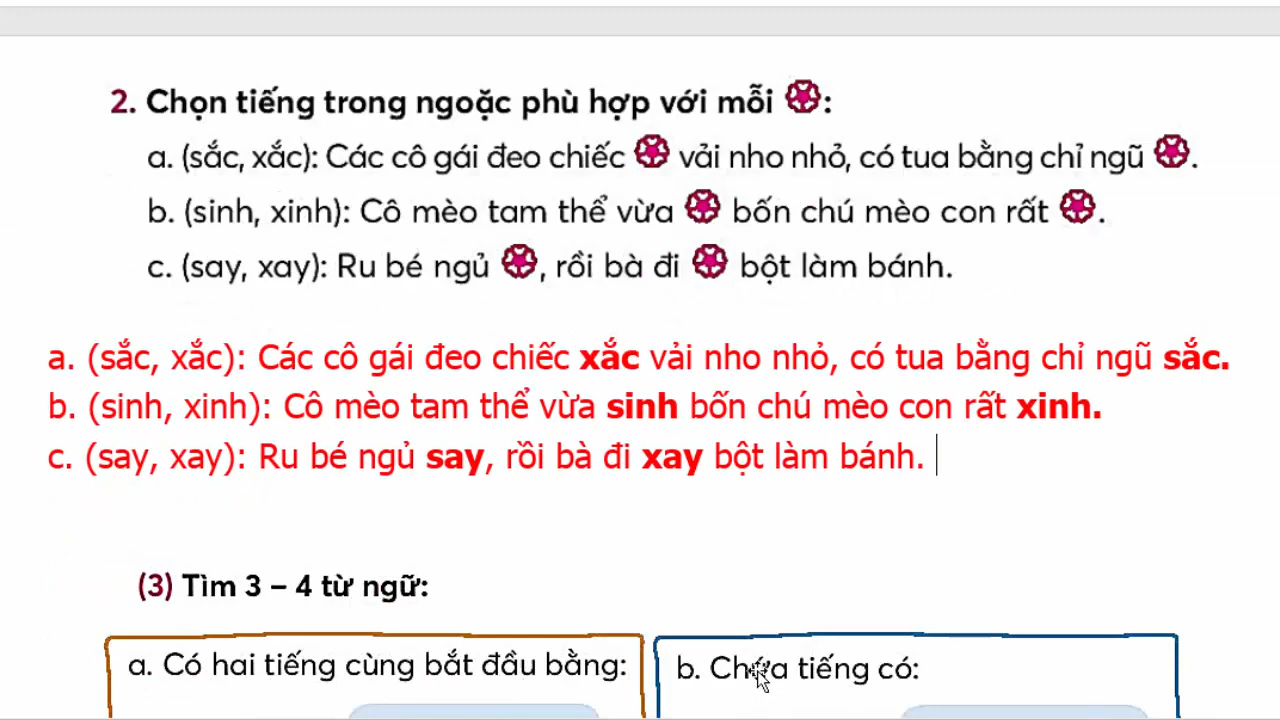 2. Chọn tiếng trong ngoặc phù hợp với mỗi :
a. (sắc, xắc): Các cô gái đeo chiếc vải nho nhỏ, có tua bằng chỉ ngũ .
b. (sinh, xinh): Cô mèo tam thể vừa bốn chú mèo con rất .
c. (say, xay): Ru bé ngủ , rồi bà đi bột làm bánh.
a. (sắc, xắc): Các cô gái đeo chiếc xắc vải nho nhỏ, có tua bằng chỉ ngũ sắc.
b. (sinh, xinh): Cô mèo tam thể vừa sinh bốn chú mèo con rất xinh.
c. (say, xay): Ru bé ngủ say, rồi bà đi xay bột làm bánh.
(3) Tìm 3 – 4 từ ngữ:
a. Có hai tiếng cùng bắt đầu bằng:
b. Chứa tiếng có: